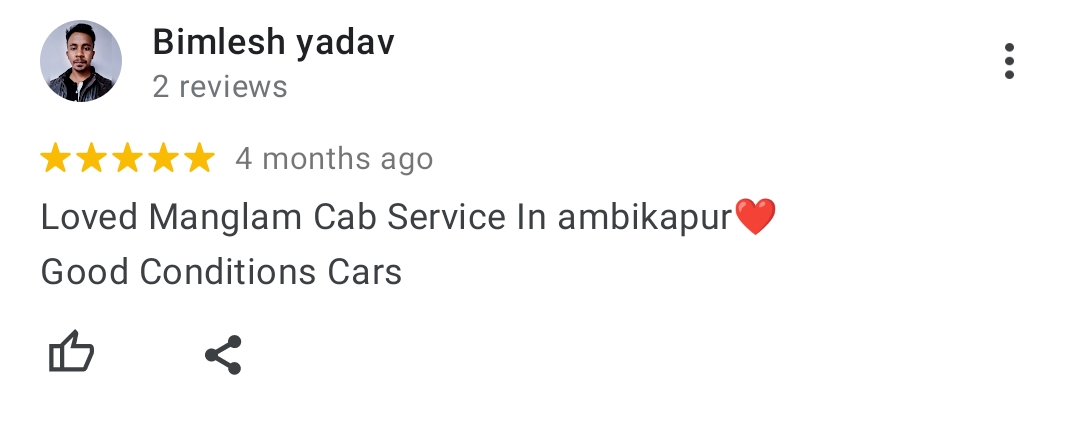 Bimlesh yadav
2 reviews
4 months ago
Loved Manglam Cab Service In ambikapur❤️
Good Conditions Cars